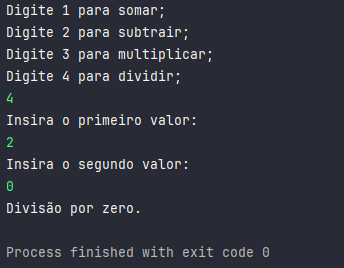 Digite 1 para somar;
Digite 2 para subtrair;
Digite 3 para multiplicar;
Digite 4 para dividir;
4
Insira o primeiro valor:
2
Insira o segundo valor:
0
Divisão por zero.
Process finished with exit code 0